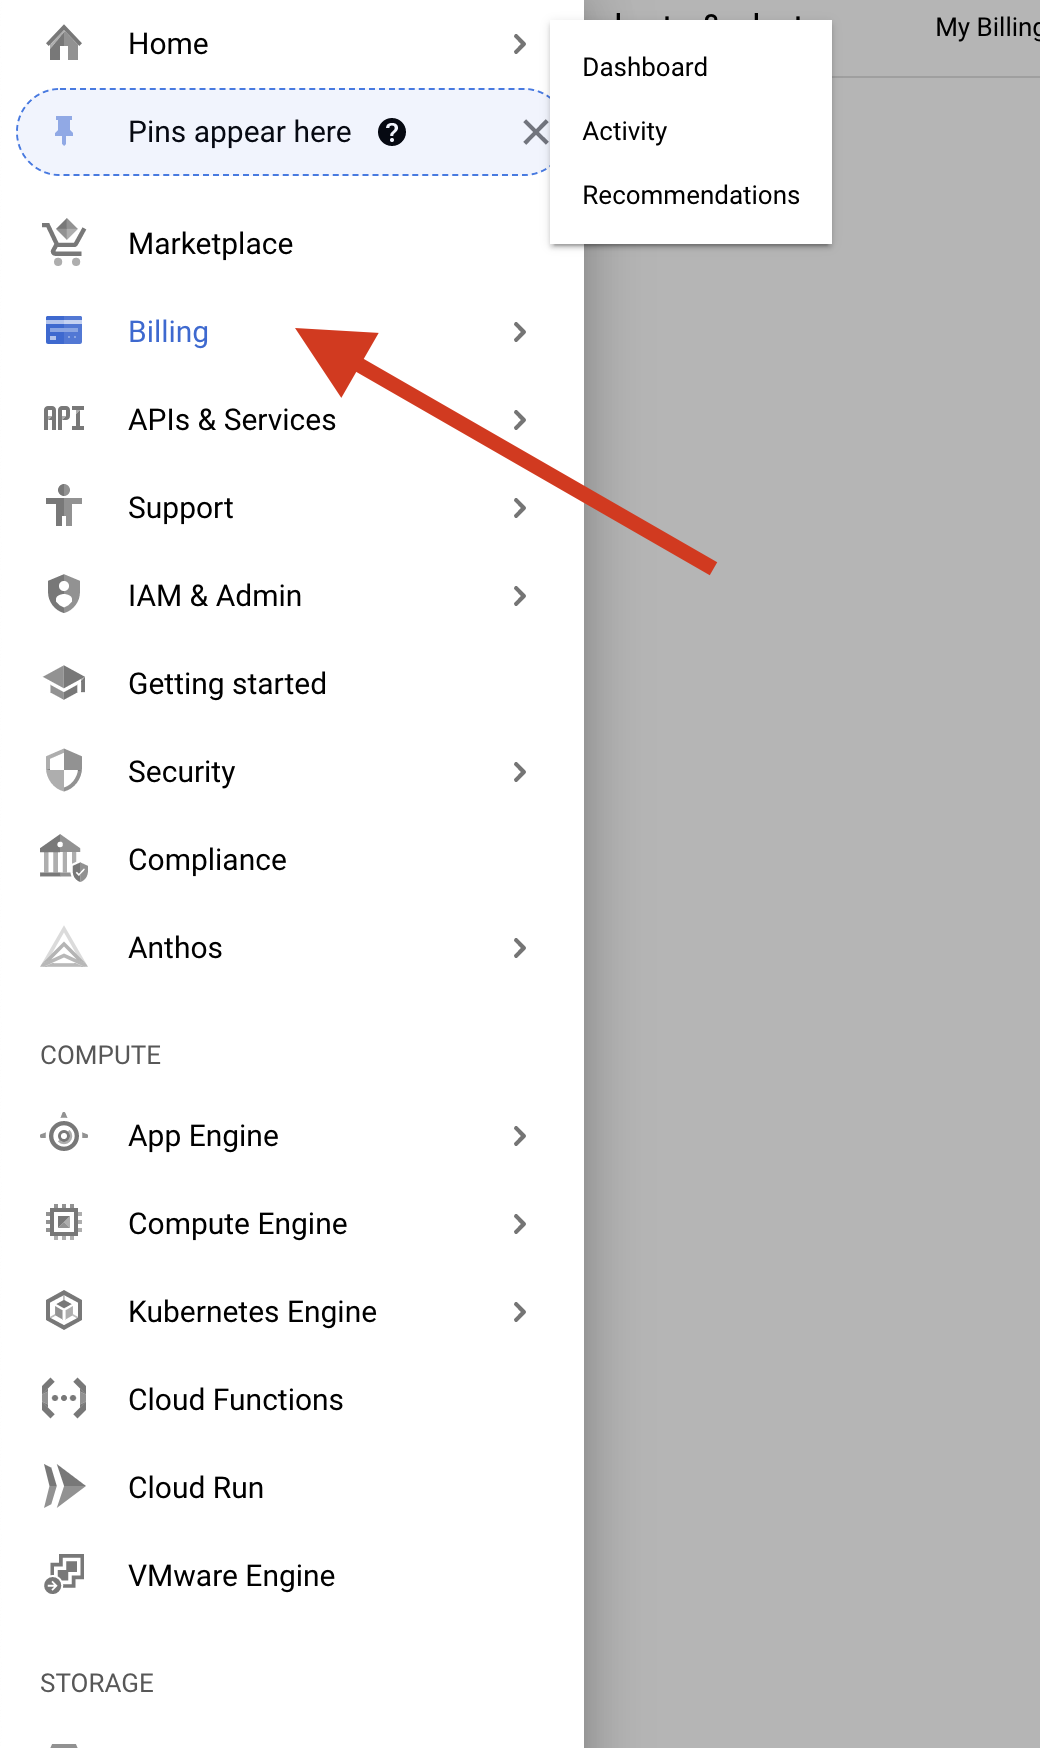 Home
Pins appear here
Dashboard
Activity
Recommendations
My Billing
Marketplace
Billing
API
APIs & Services
Support
IAM & Admin
Getting started
Security
Compliance
Anthos
COMPUTE
App Engine
Compute Engine
Kubernetes Engine
Cloud Functions
Cloud Run
VMware Engine
STORAGE